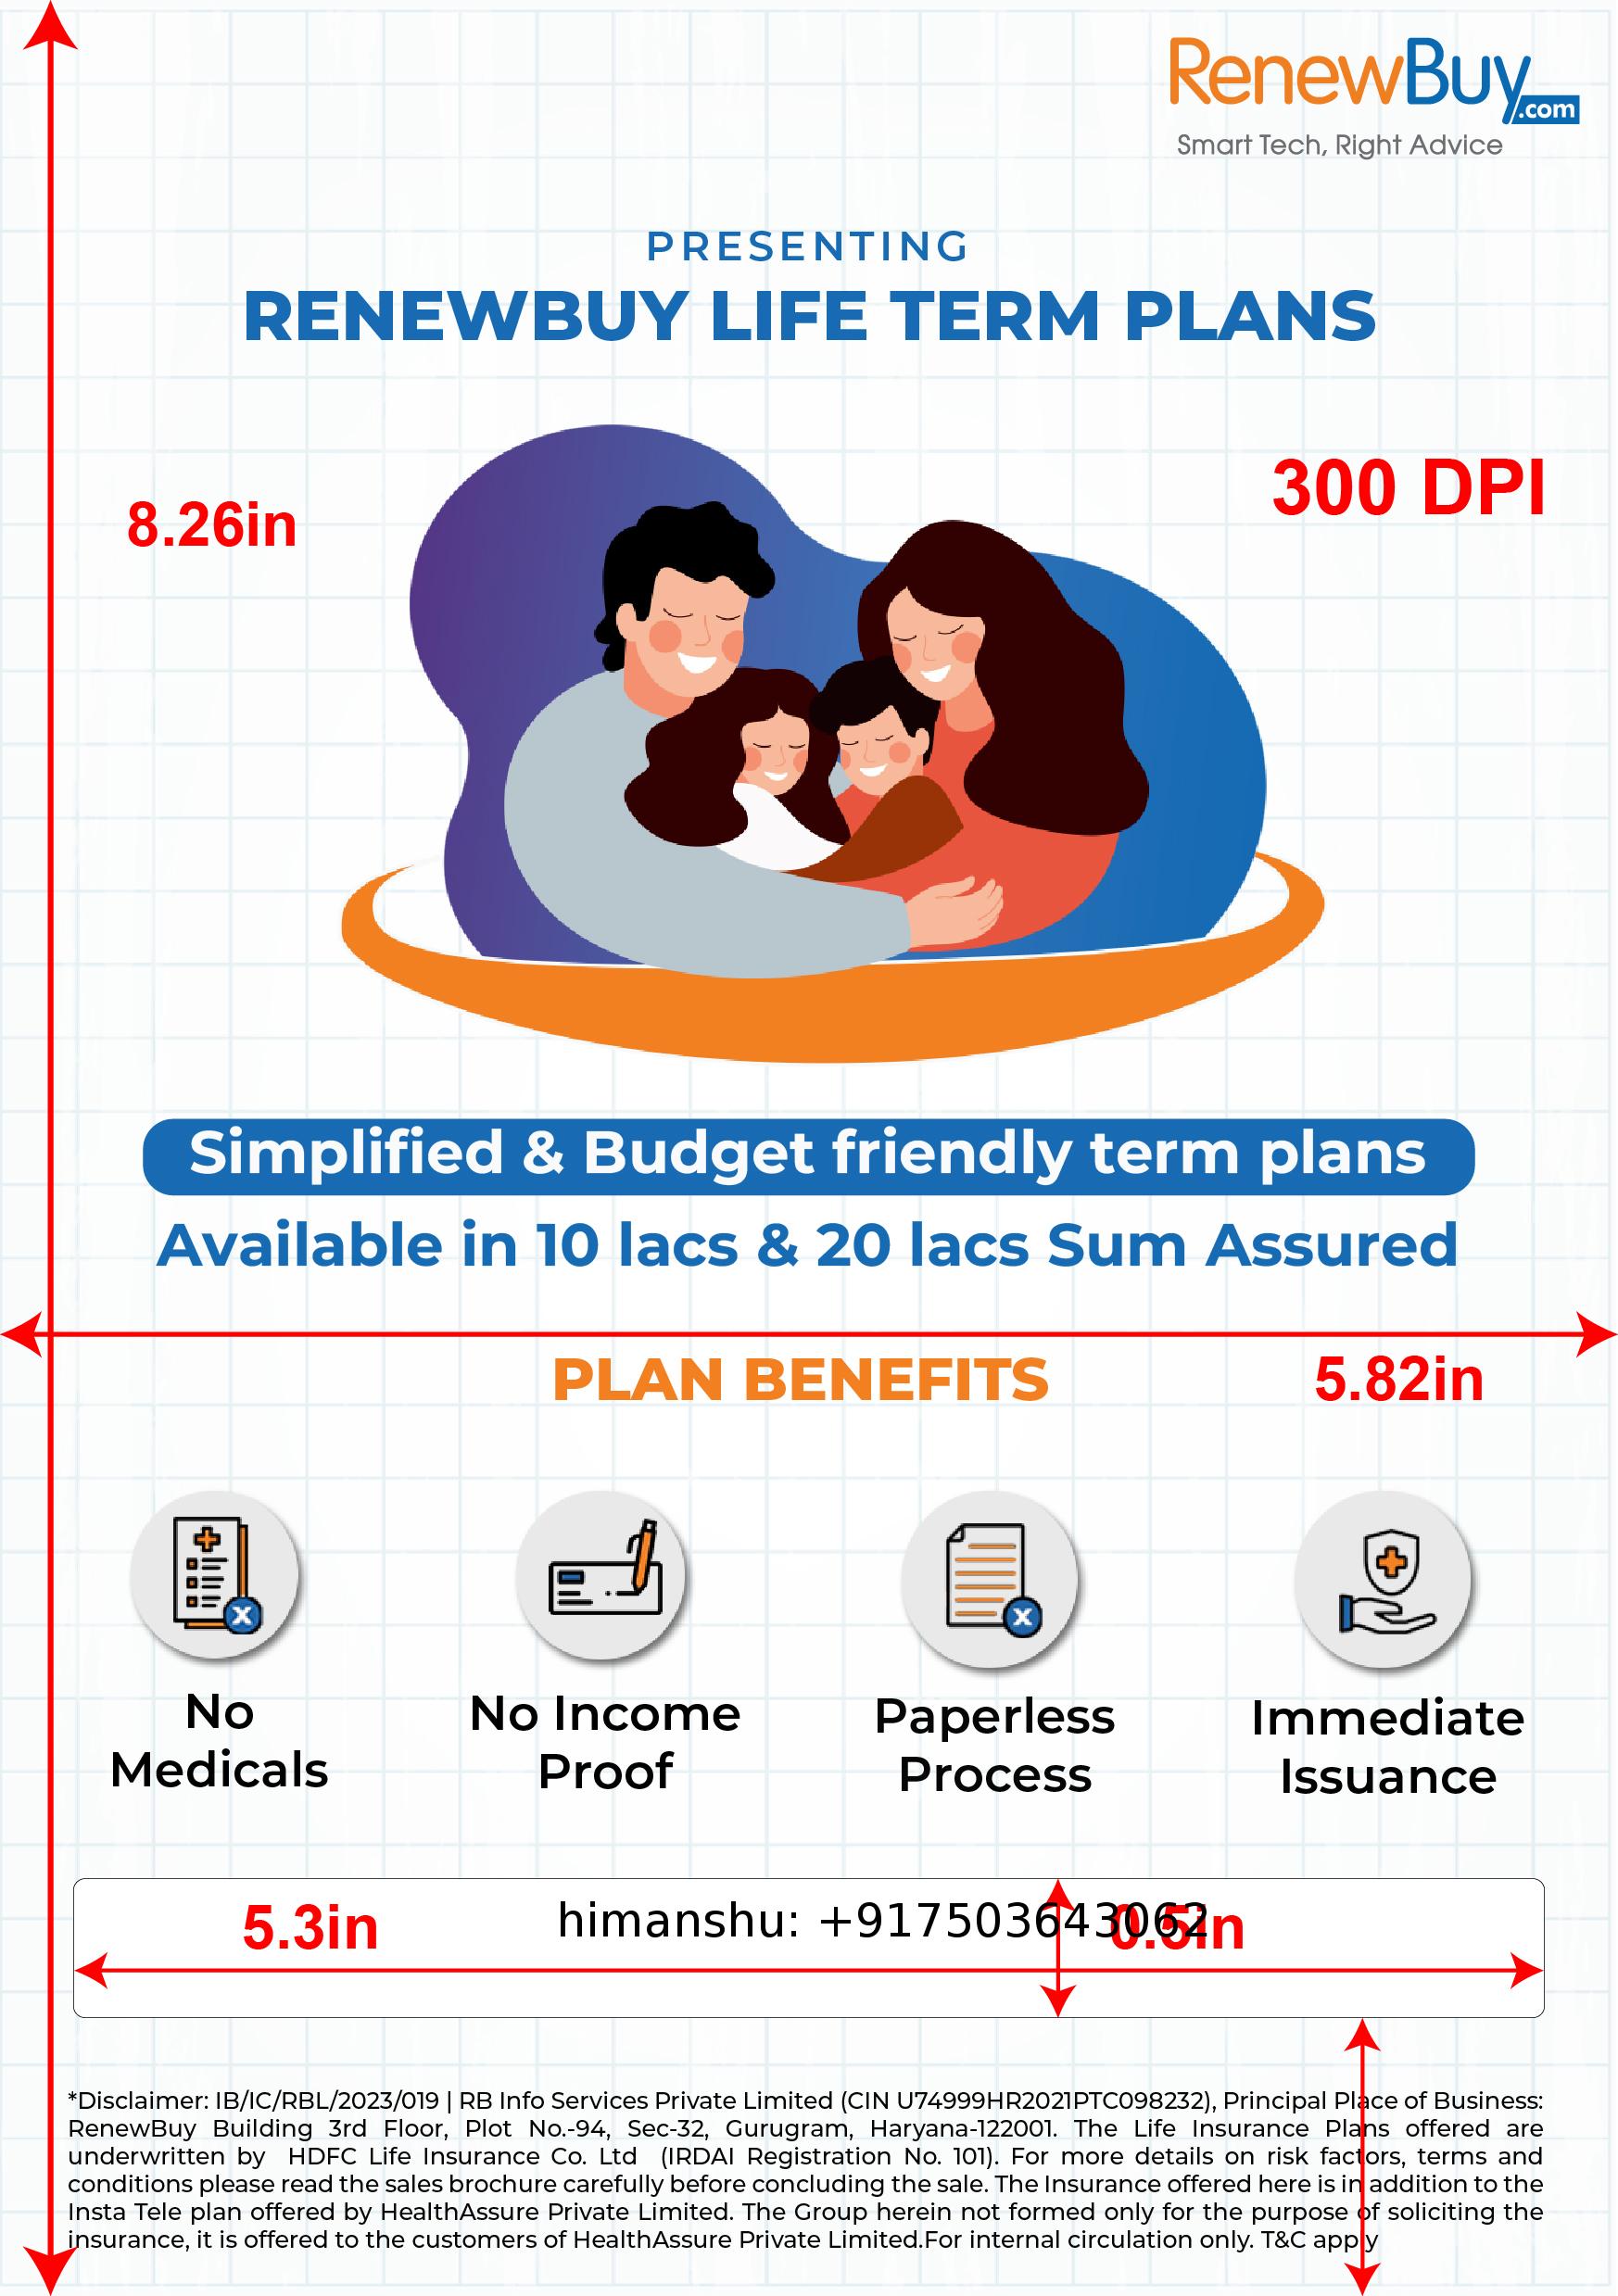 RenewBuy.com
Smart Tech, Right Advice
PRESENTING
RENEWBUY LIFE TERM PLANS
300 DPI
8.26in
Simplified & Budget friendly term plans
Available in 10 lacs & 20 lacs Sum Assured
PLAN BENEFITS
5.82in
No
Medicals
No Income
Proof
Paperless
Process
Immediate
Issuance
5.3in
himanshu: +917503643062
0.5in
*Disclaimer: IB/IC/RBL/2023/019 | RB Info Services Private Limited (CIN U74999HR2021PTC098232), Principal Place of Business:
RenewBuy Building 3rd Floor, Plot No.-94, Sec-32, Gurugram, Haryana-122001. The Life Insurance Plans offered are
underwritten by HDFC Life Insurance Co. Ltd (IRDAI Registration No. 101). For more details on risk factors, terms and
conditions please read the sales brochure carefully before concluding the sale. The Insurance offered here is in addition to the
Insta Tele plan offered by HealthAssure Private Limited. The Group herein not formed only for the purpose of soliciting the
insurance, it is offered to the customers of HealthAssure Private Limited.For internal circulation only. T&C apply